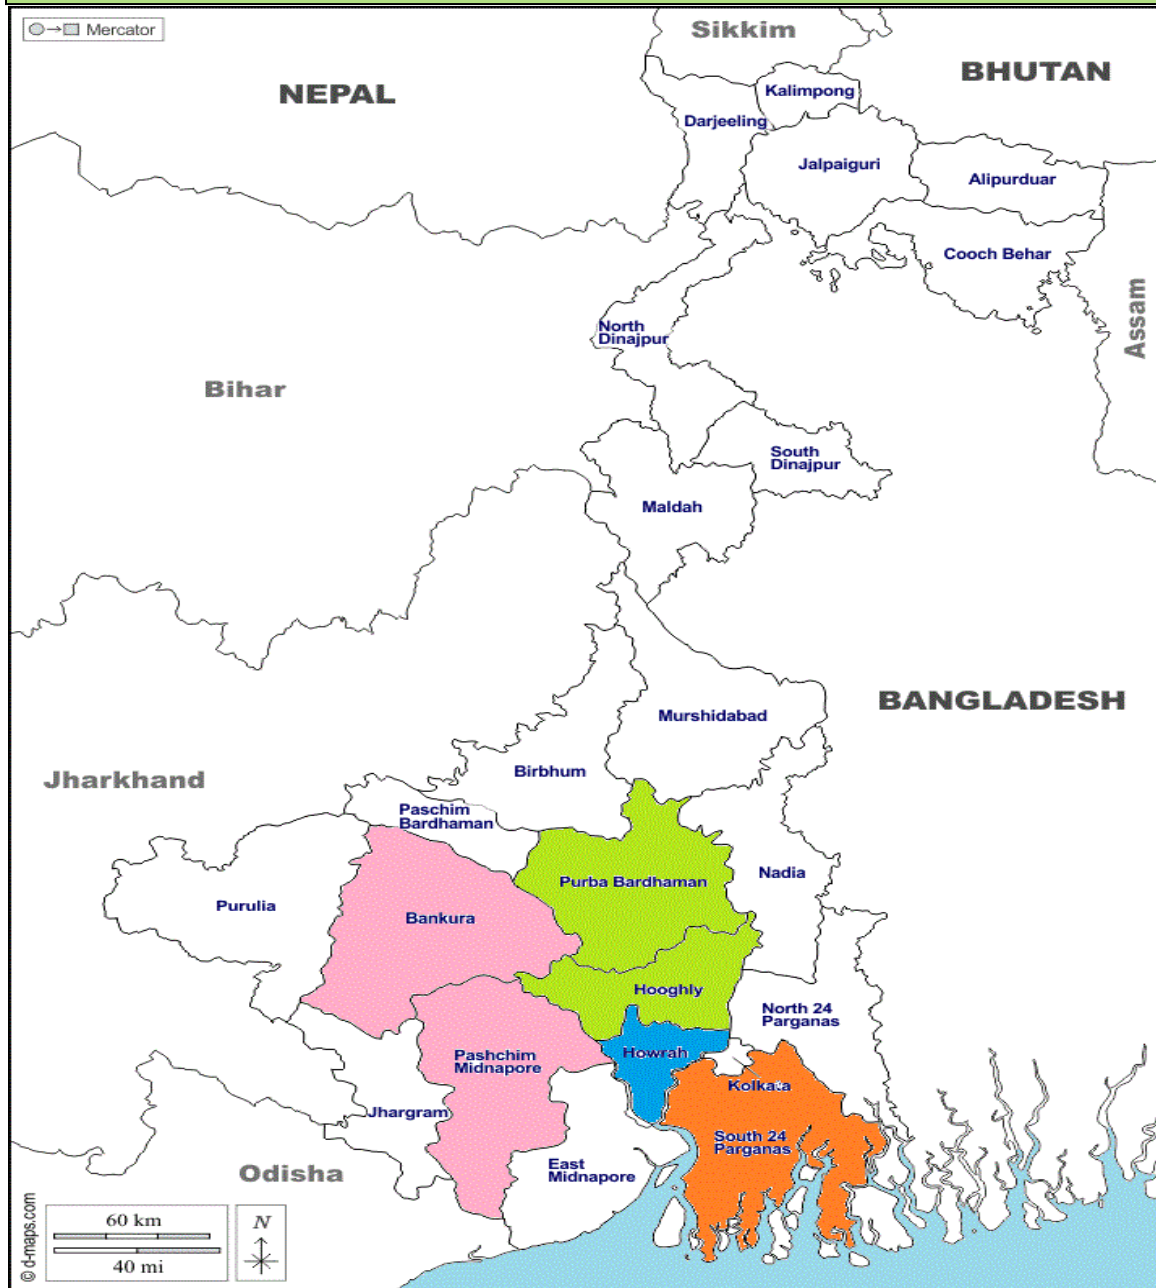 Mercator
Sikkim
BHUTAN
NEPAL
Kalimpong
Darjeeling
Jalpaiguri
Alipurduar
Cooch Behar
Assam
North
Dinajpur
Bihar
South
Dinajpur
Maldah
BANGLADESH
Murshidabad
Birbhum
Jharkhand
Paschim
Bardhaman
Nadia
Purba Bardhaman
Purulia
Bankura
Hooghly
North 24
Parganas
Howrah
Pashchim
Midnapore
Kolkata
Jhargram
South 24
Parganas
East
Midnapore
Odisha
© d-maps.com
60 km
40 mi
N